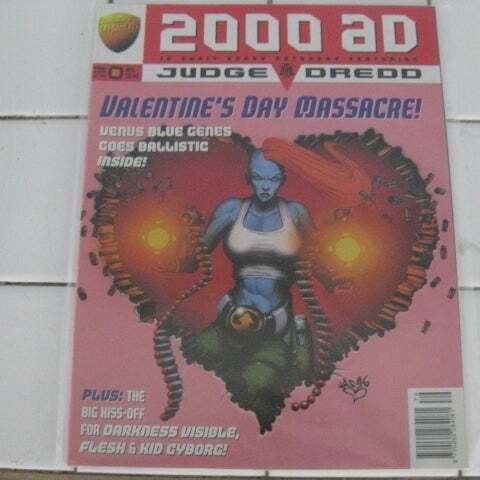 2000 AD
JUDGE DREDD
VALENTINE'S DAY MASSACRE!
VENUS BLUE GENES
GOES BALLISTIC
INSIDE!
PLUS: THE
BIG KISS-OFF
FOR DARKNESS VISIBLE,
FLESH & KID CYBORG!